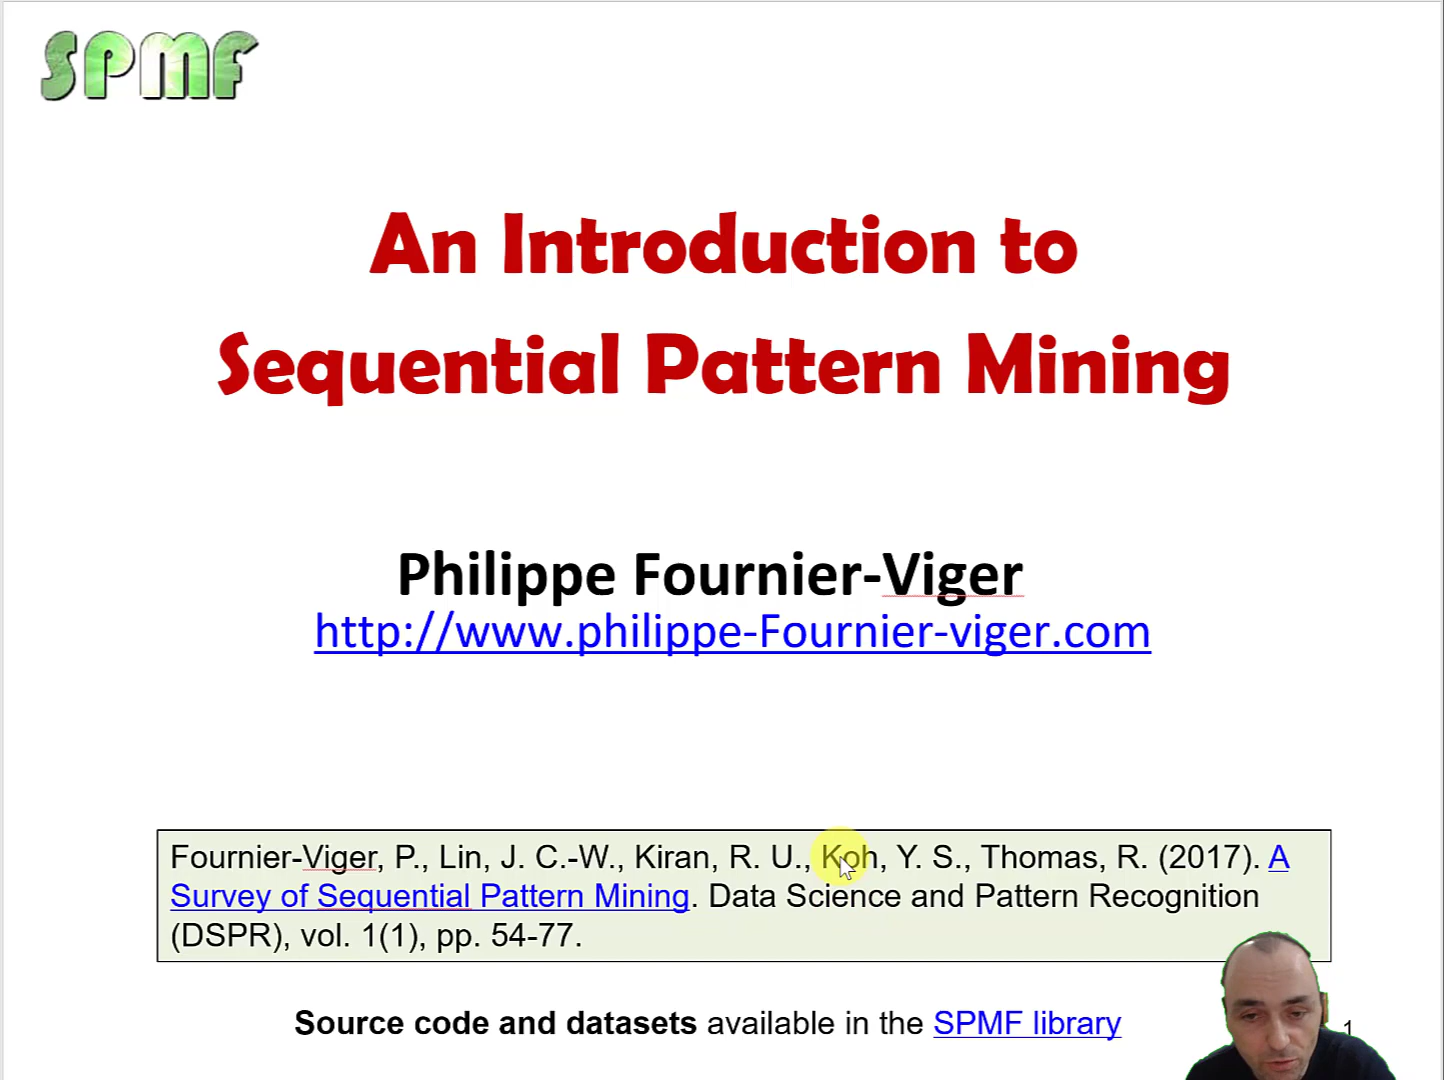 SPMF
An Introduction to
Sequential Pattern Mining
Philippe Fournier-Viger
http://www.philippe-Fournier-viger.com
Fournier-Viger, P., Lin, J. C.-W., Kiran, R. U., Koh, Y. S., Thomas, R. (2017). A
Survey of Sequential Pattern Mining. Data Science and Pattern Recognition
(DSPR), vol. 1(1), pp. 54-77.
Source code and datasets available in the SPMF library
1